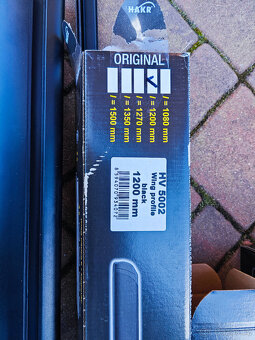 HAKR
ORIGINAL
l = 1500 mm
l = 1350 mm
l = 1270 mm
l = 1200 mm
l = 1080 mm
HV 5002
Wing profile
black
1200 mm